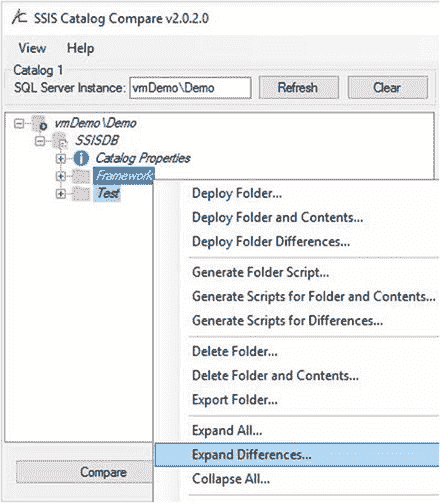 SSIS Catalog Compare v2.0.2.0
View Help
Catalog 1
SQL Server Instance: vmDemo\Demo Refresh Clear
vmDemo\Demo
SSISDB
Catalog Properties
Framework
Test
Deploy Folder...
Deploy Folder and Contents...
Deploy Folder Differences...
Generate Folder Script...
Generate Scripts for Folder and Contents...
Generate Scripts for Differences...
Delete Folder...
Delete Folder and Contents...
Export Folder...
Expand All...
Expand Differences...
Collapse All...
Compare